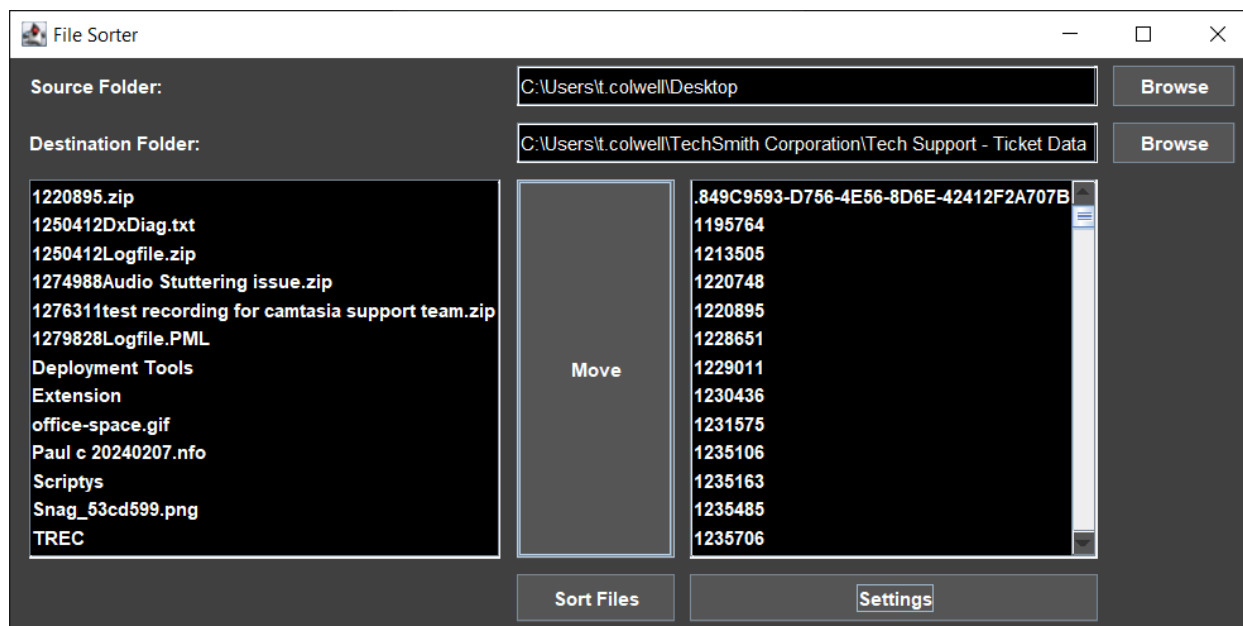 File Sorter
Source Folder:
C:\Users\t.colwell\Desktop
Browse
Destination Folder:
C:\Users\t.colwell\TechSmith Corporation\Tech Support - Ticket Data
Browse
1220895.zip
1250412DxDiag.txt
1250412Logfile.zip
1274988Audio Stuttering issue.zip
1276311test recording for camtasia support team.zip
1279828Logfile.PML
Deployment Tools
Extension
office-space.gif
Paul c 20240207.nfo
Scriptys
Snag_53cd599.png
TREC
Move
.849C9593-D756-4E56-8D6E-42412F2A707B
1195764
1213505
1220748
1220895
1228651
1229011
1230436
1231575
1235106
1235163
1235485
1235706
Sort Files
Settings